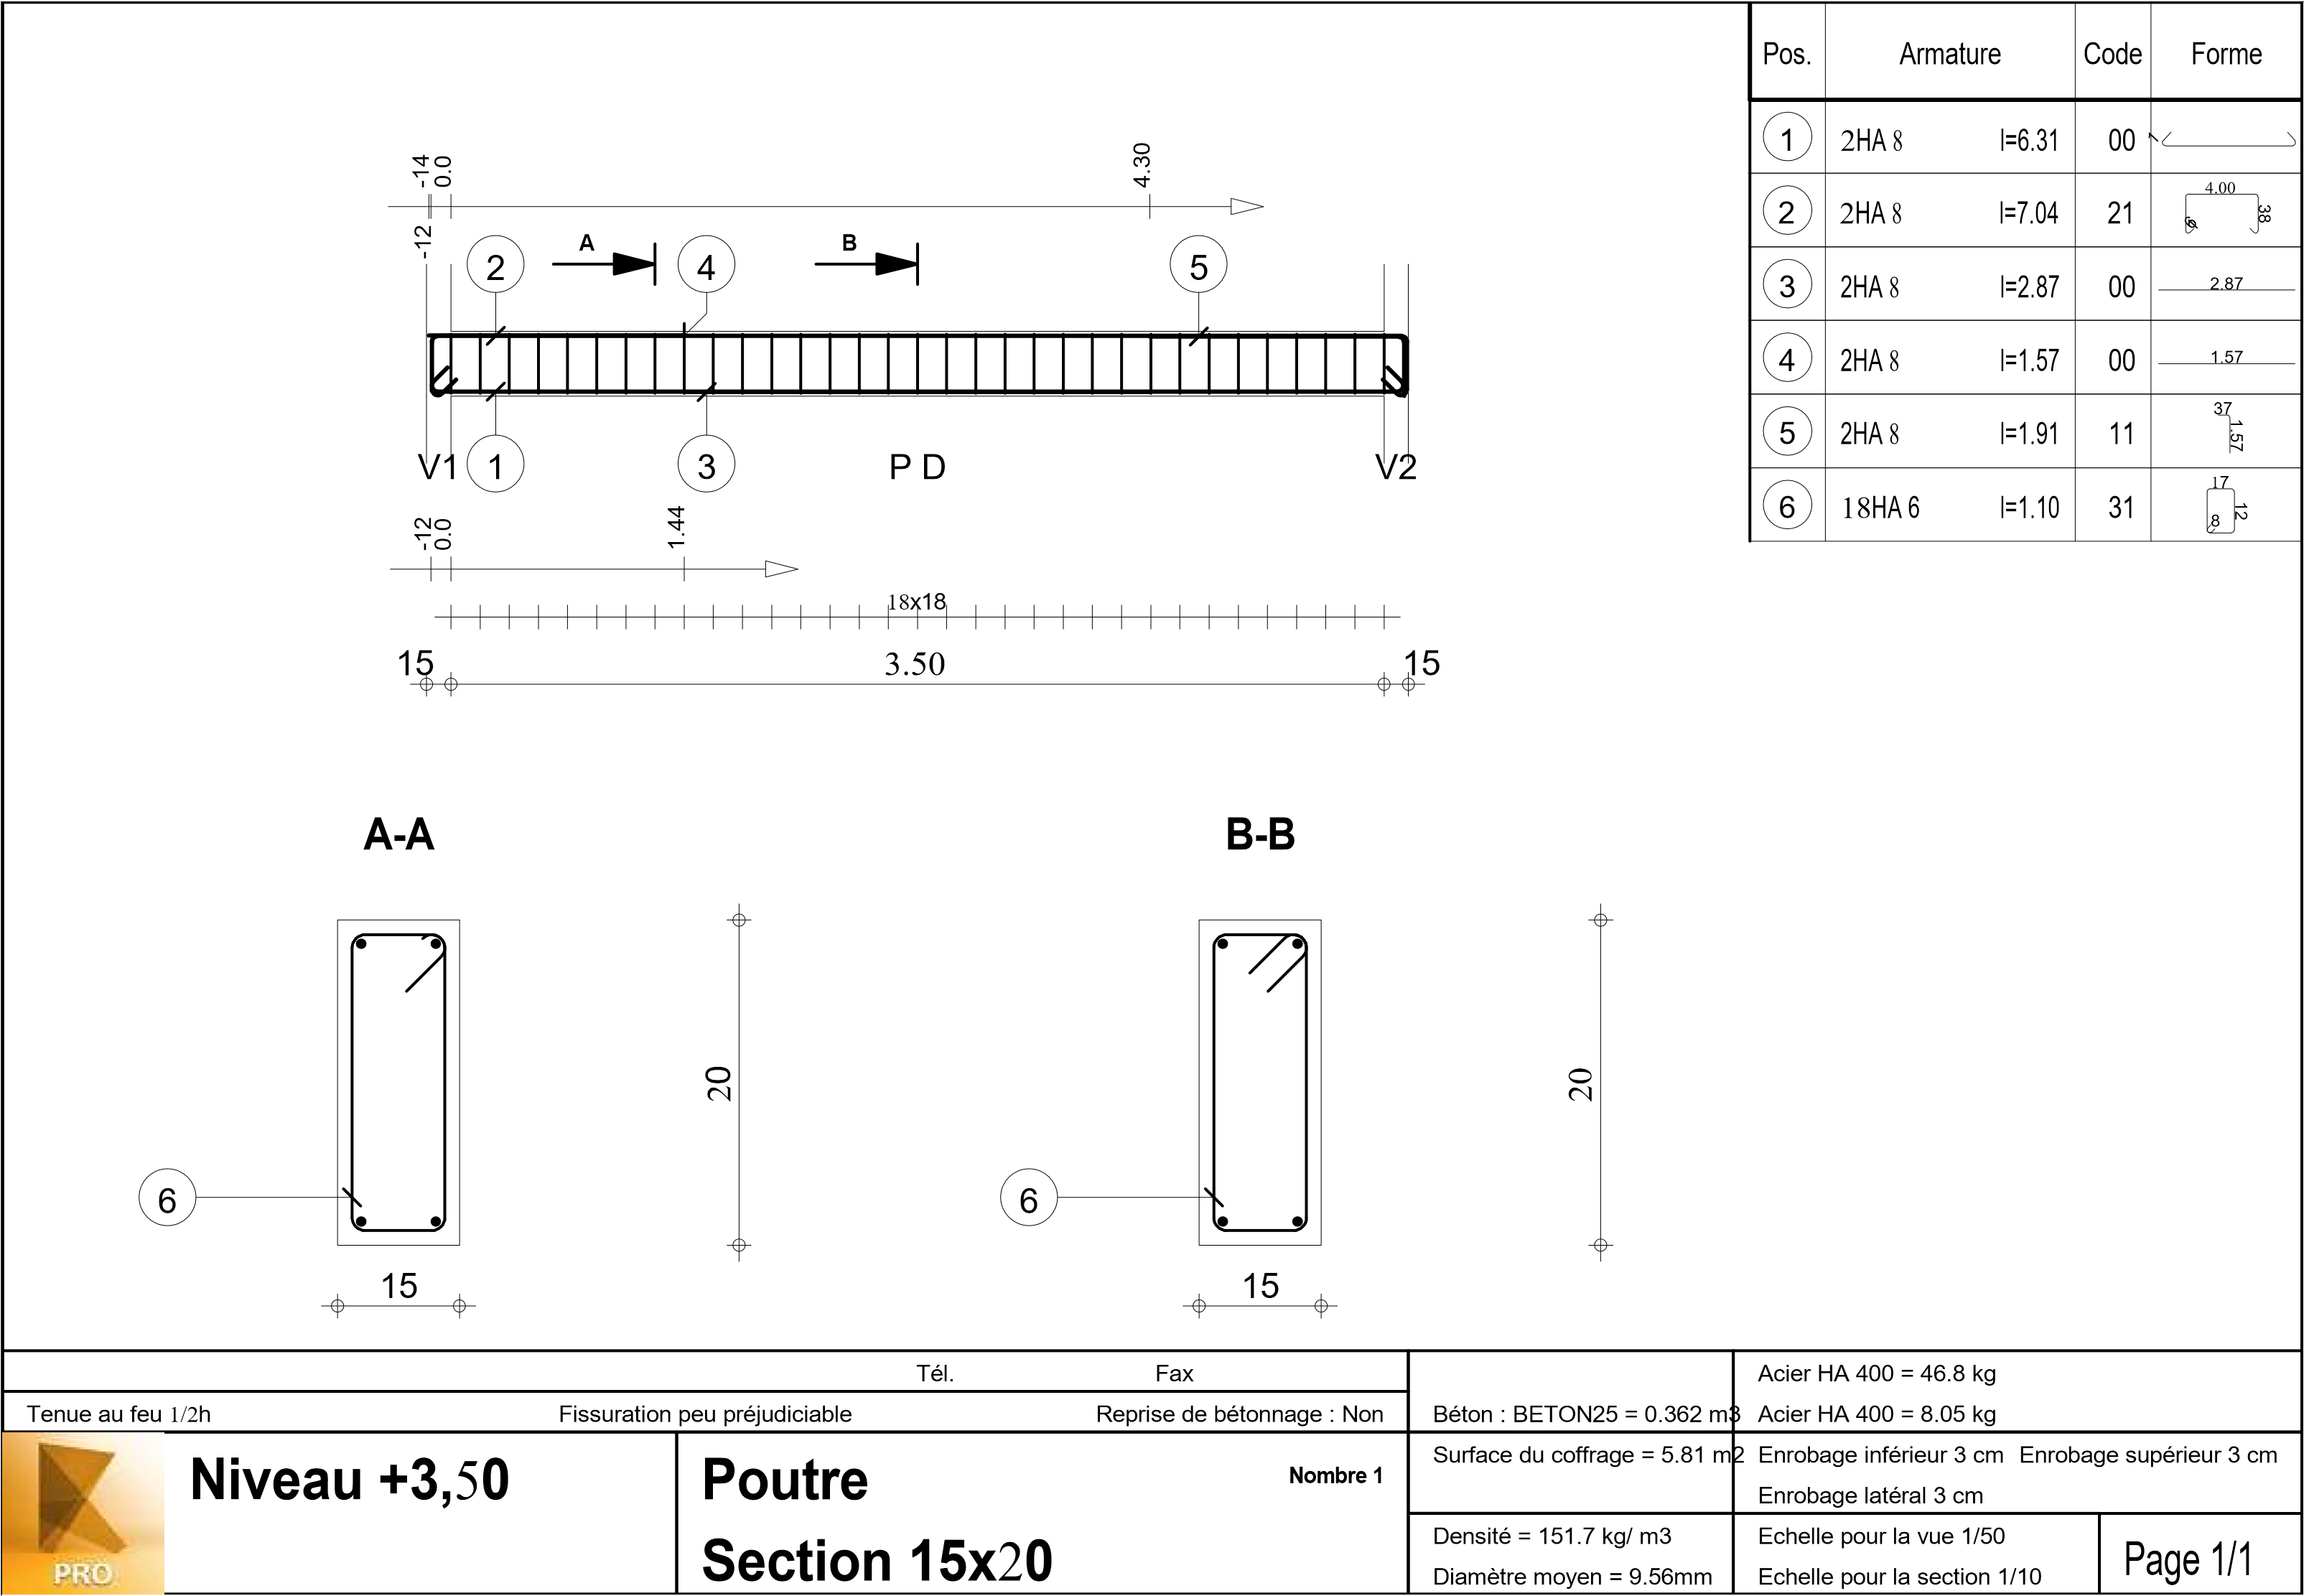 Pos. Armature Code Forme
1 2HA 8 l=6.31 00 1
2 2HA 8 l=7.04 21 4.00 38
3 2HA 8 l=2.87 00 2.87
4 2HA 8 l=1.57 00 1.57
5 2HA 8 l=1.91 11 37 1.57
6 18HA 6 l=1.10 31 17 12 8
-14 0.0 4.30
-12
2 A 4 B 5
V1 1 3 P D V2
-12 0.0 1.44
18x18
15 3.50 15
A-A B-B
20 20
6 6
15 15
Tél. Fax
Tenue au feu 1/2h Fissuration peu préjudiciable Reprise de bétonnage : Non
Béton : BETON25 = 0.362 m3
Acier HA 400 = 46.8 kg
Acier HA 400 = 8.05 kg
Surface du coffrage = 5.81 m2
Enrobage inférieur 3 cm Enrobage supérieur 3 cm
Enrobage latéral 3 cm
PRO
Niveau +3,50
Poutre Nombre 1
Section 15x20
Densité = 151.7 kg/ m3
Diamètre moyen = 9.56mm
Echelle pour la vue 1/50
Echelle pour la section 1/10
Page 1/1